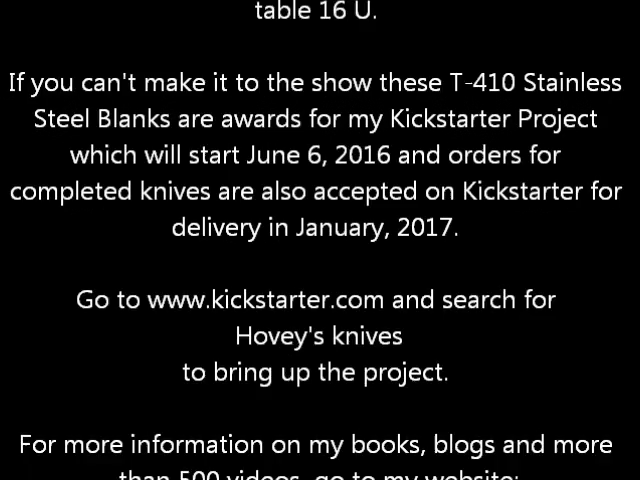 table 16 U.
If you can't make it to the show these T-410 Stainless
Steel Blanks are awards for my Kickstarter Project
which will start June 6, 2016 and orders for
completed knives are also accepted on Kickstarter for
delivery in January, 2017.
Go to www.kickstarter.com and search for
Hovey's knives
to bring up the project.
For more information on my books, blogs and more
than 500 videos, go to my website: